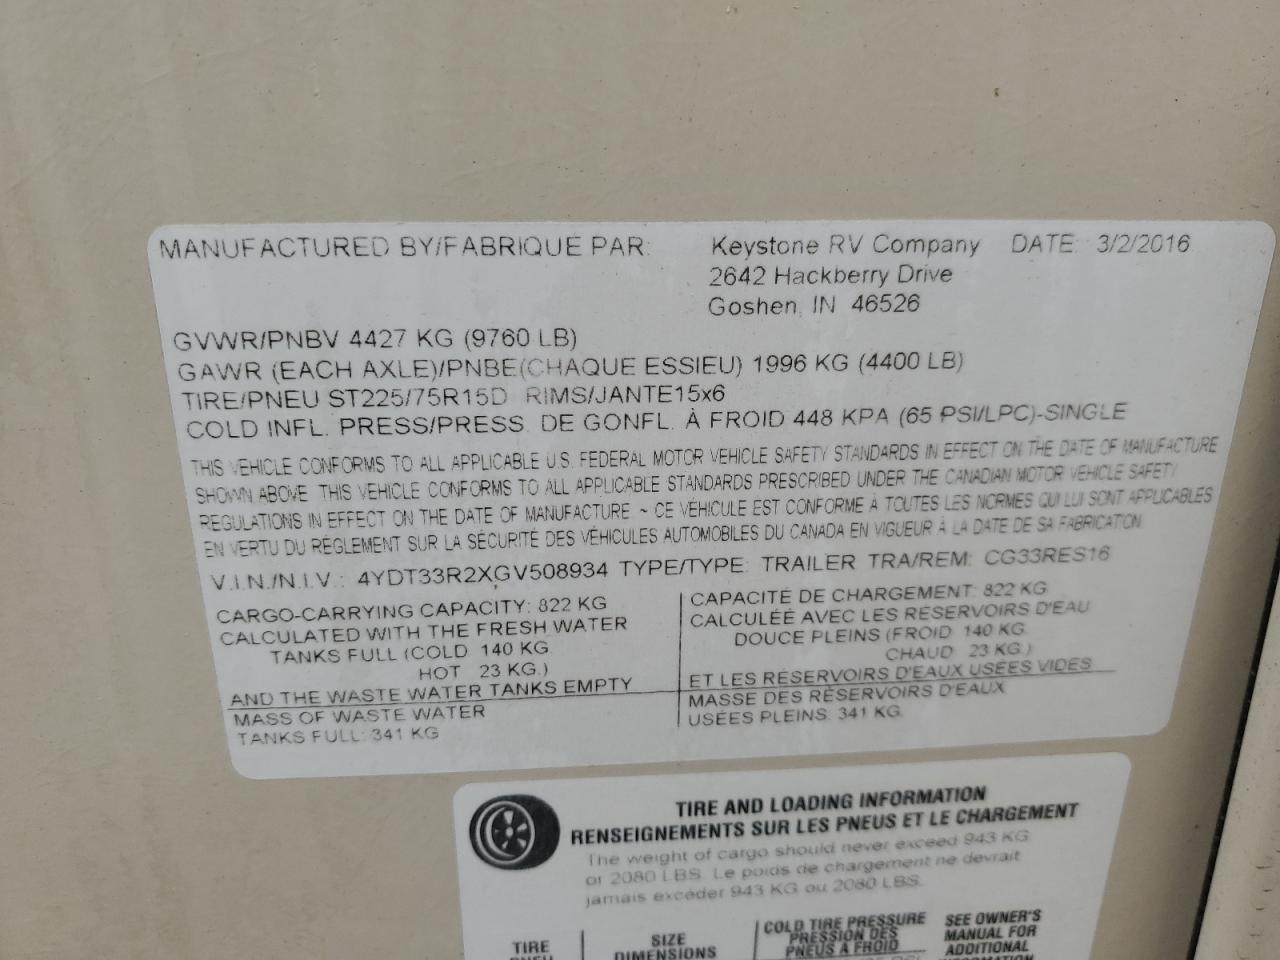 MANUFACTURED BY/FABRIQUE PAR: Keystone RV Company DATE: 3/2/2016
2642 Hackberry Drive
Goshen, IN 46526
GVWR/PNBV 4427 KG (9760 LB)
GAWR (EACH AXLE)/PNBE(CHAQUE ESSIEU) 1996 KG (4400 LB)
TIRE/PNEU ST225/75R15D RIMS/JANTE15x6
COLD INFL. PRESS/PRESS. DE GONFL. À FROID 448 KPA (65 PSI/LPC)-SINGLE
THIS VEHICLE CONFORMS TO ALL APPLICABLE U.S. FEDERAL MOTOR VEHICLE SAFETY STANDARDS IN EFFECT ON THE DATE OF MANUFACTURE
SHOWN ABOVE. THIS VEHICLE CONFORMS TO ALL APPLICABLE STANDARDS PRESCRIBED UNDER THE CANADIAN MOTOR VEHICLE SAFETY
REGULATIONS IN EFFECT ON THE DATE OF MANUFACTURE. ~ CE VÉHICULE EST CONFORME À TOUTES LES NORMES QUI LUI SONT APPLICABLES
EN VERTU DU RÈGLEMENT SUR LA SÉCURITÉ DES VÉHICULES AUTOMOBILES DU CANADA EN VIGUEUR À LA DATE DE SA FABRICATION.
V.I.N./N.I.V.: 4YDT33R2XGV508934 TYPE/TYPE: TRAILER TRA/REM: CG33RES16
CARGO-CARRYING CAPACITY: 822 KG
CALCULATED WITH THE FRESH WATER
TANKS FULL (COLD 140 KG
HOT 23 KG.)
AND THE WASTE WATER TANKS EMPTY
MASS OF WASTE WATER
TANKS FULL: 341 KG
CAPACITÉ DE CHARGEMENT: 822 KG
CALCULÉE AVEC LES RÉSERVOIRS D'EAU
DOUCE PLEINS (FROID 140 KG
CHAUD 23 KG.)
ET LES RÉSERVOIRS D'EAUX USÉES VIDES
MASSE DES RÉSERVOIRS D'EAUX
USÉES PLEINS: 341 KG.
TIRE AND LOADING INFORMATION
RENSEIGNEMENTS SUR LES PNEUS ET LE CHARGEMENT
The weight of cargo should never exceed 943 KG
or 2080 LBS. Le poids de chargement ne devrait
jamais excéder 943 KG ou 2080 LBS.
TIRE
PNEU
SIZE
DIMENSIONS
COLD TIRE PRESSURE
PRESSION DES
PNEUS À FROID
SEE OWNER'S
MANUAL FOR
ADDITIONAL
INFORMATION